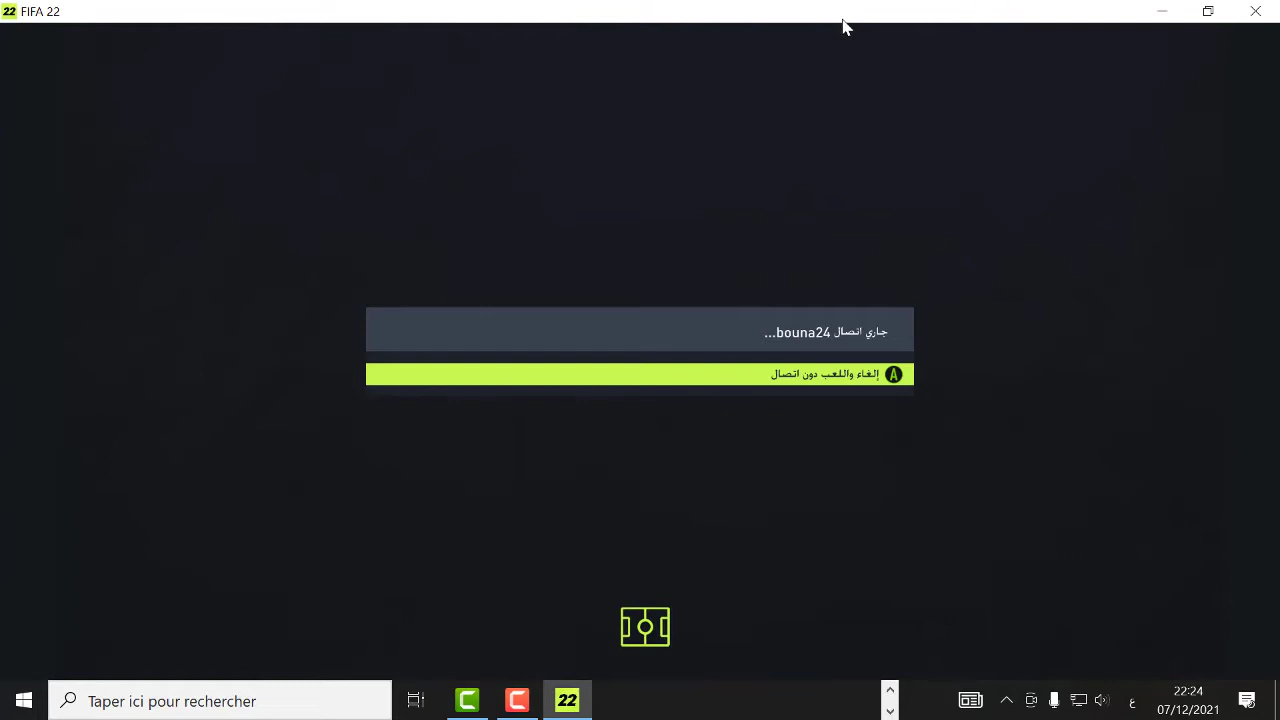 22 FIFA 22
جاري اتصال bouna24...
إلغاء واللعب دون اتصال A
Taper ici pour rechercher
C
C
22
ع
22:24
07/12/2021